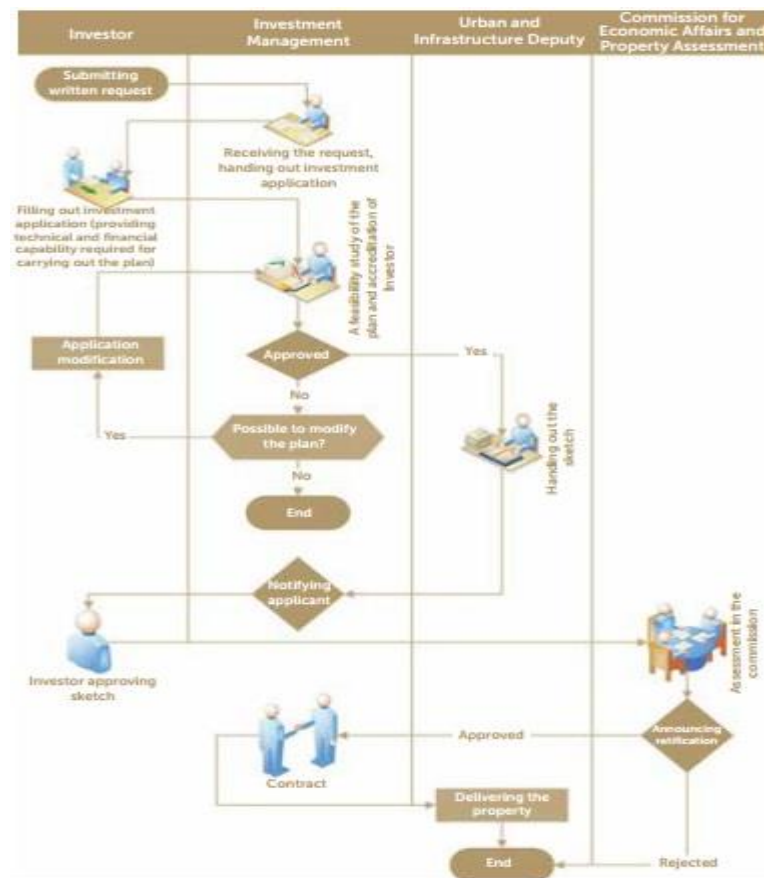 Investor
Investment
Management
Urban and
Infrastructure Deputy
Commission for
Economic Affairs and
Property Assessment
Submitting
written request
Receiving the request,
handing out investment
application
Filling out investment
application (providing
technical and financial
capability required for
carrying out the plan)
A feasibility study of the
plan and accreditation of
Investor
Application
modification
Approved
Yes
No
Possible to modify
the plan?
Yes
No
End
Handing out the
sketch
Notifying
applicant
Investor approving
sketch
Assessment in the
commission
Announcing
ratification
Approved
Contract
Delivering the
property
End
Rejected